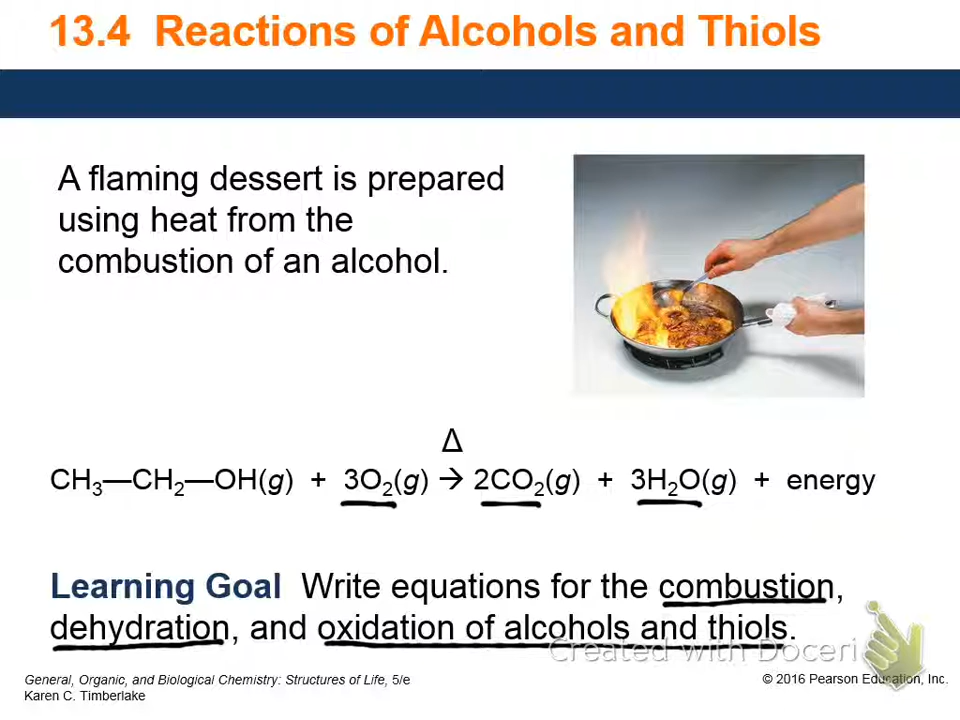 13.4 Reactions of Alcohols and Thiols
A flaming dessert is prepared
using heat from the
combustion of an alcohol.
Δ
CH₃—CH₂—OH(g) + 3O₂(g) → 2CO₂(g) + 3H₂O(g) + energy
Learning Goal Write equations for the combustion,
dehydration, and oxidation of alcohols and thiols.
Created with Doceri
General, Organic, and Biological Chemistry: Structures of Life, 5/e
Karen C. Timberlake
© 2016 Pearson Education, Inc.